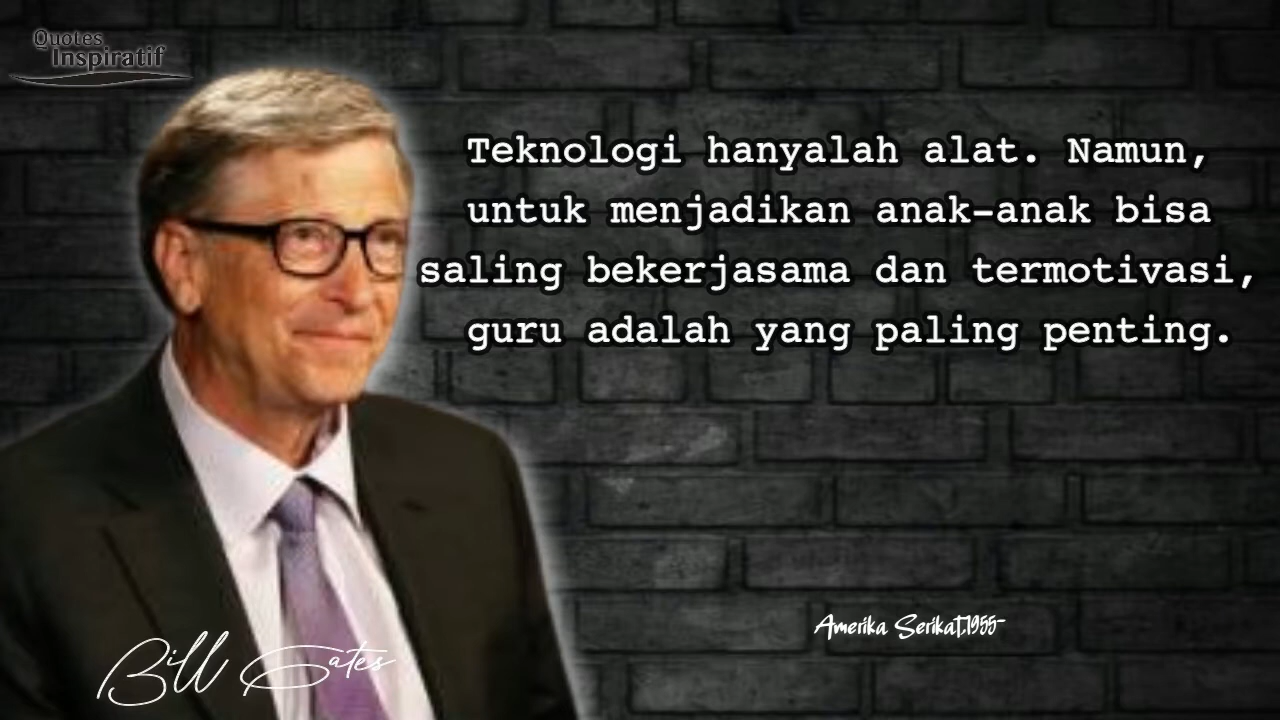 Quotes
Inspiratif
Teknologi hanyalah alat. Namun,
untuk menjadikan anak-anak bisa
saling bekerjasama dan termotivasi,
guru adalah yang paling penting.
Amerika Serikat,1955-
Bill Gates